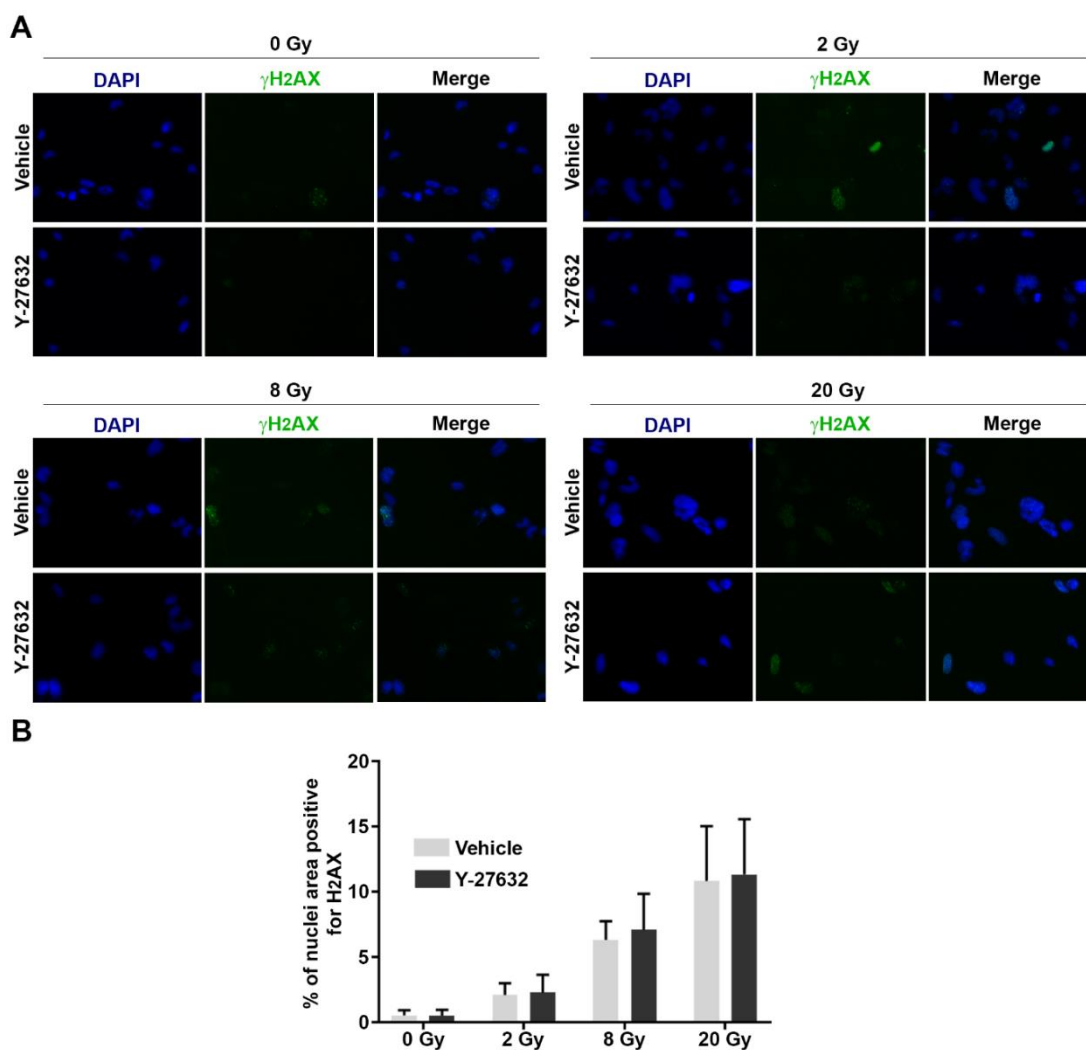 A
0 Gy
2 Gy
DAPI γH2AX Merge
DAPI γH2AX Merge
Vehicle
Vehicle
Y-27632
Y-27632
8 Gy
20 Gy
DAPI γH2AX Merge
DAPI γH2AX Merge
Vehicle
Vehicle
Y-27632
Y-27632
B
% of nuclei area positive
for H2AX
20
15
10
5
0
Vehicle
Y-27632
0 Gy 2 Gy 8 Gy 20 Gy